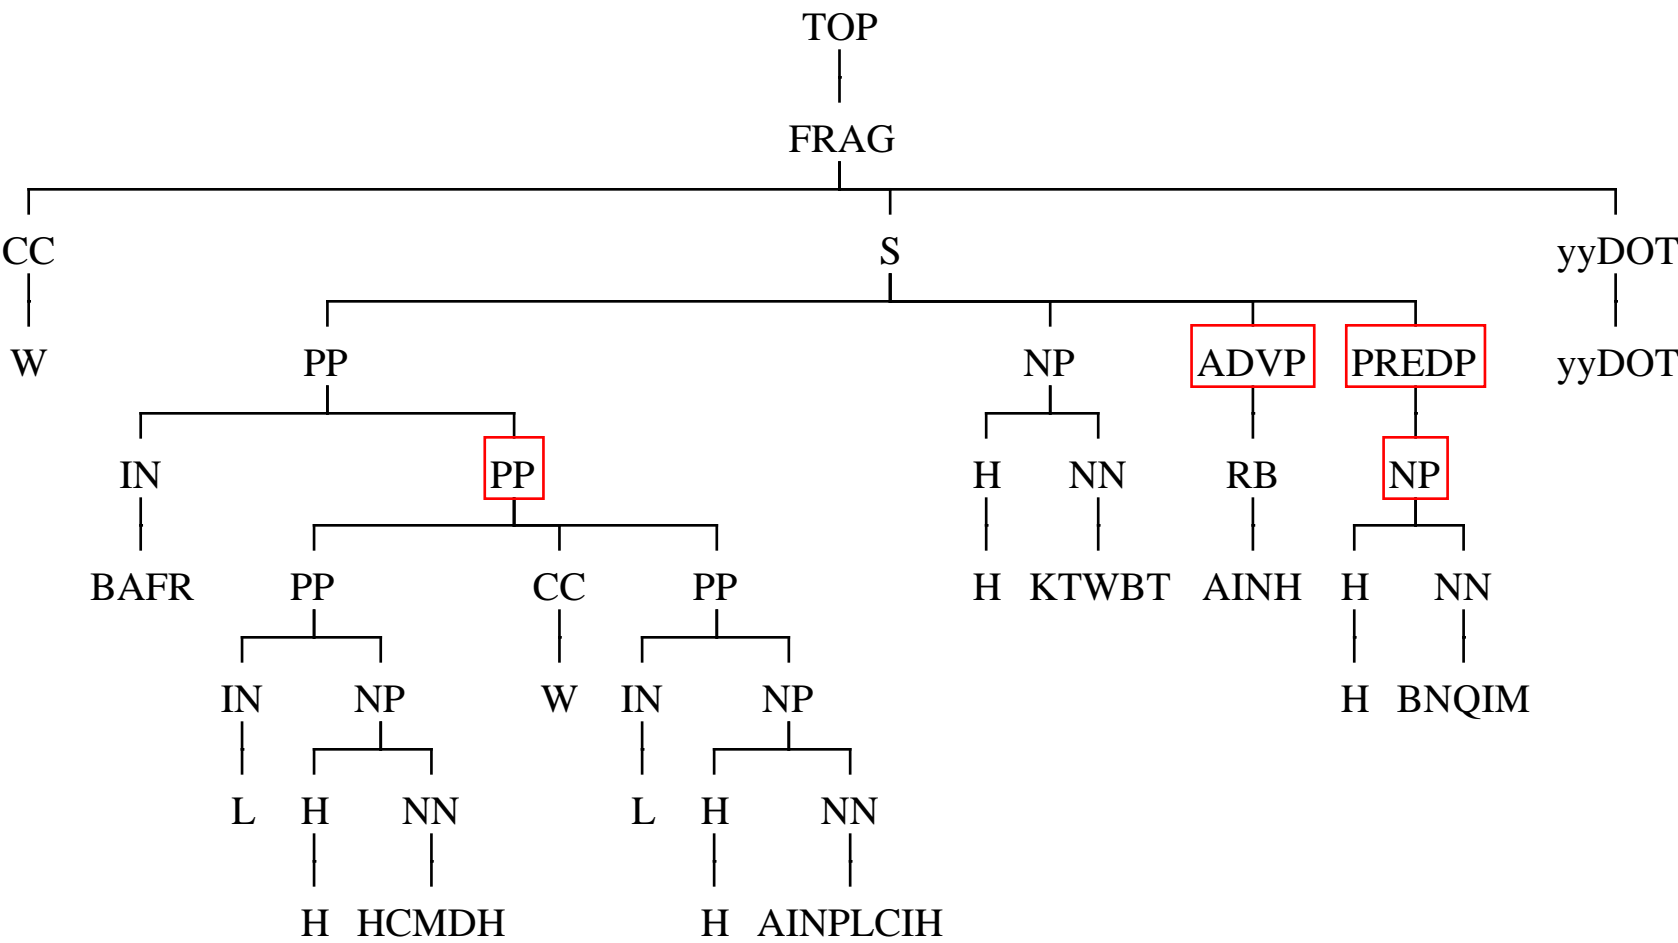 TOP
FRAG
CC S yyDOT
W PP NP ADVP PREDP yyDOT
IN PP H NN RB NP
BAFR PP CC PP H KTWBT AINH H NN
IN NP W IN NP H BNQIM
L H NN L H NN
H HCMDH H AINPLCIH